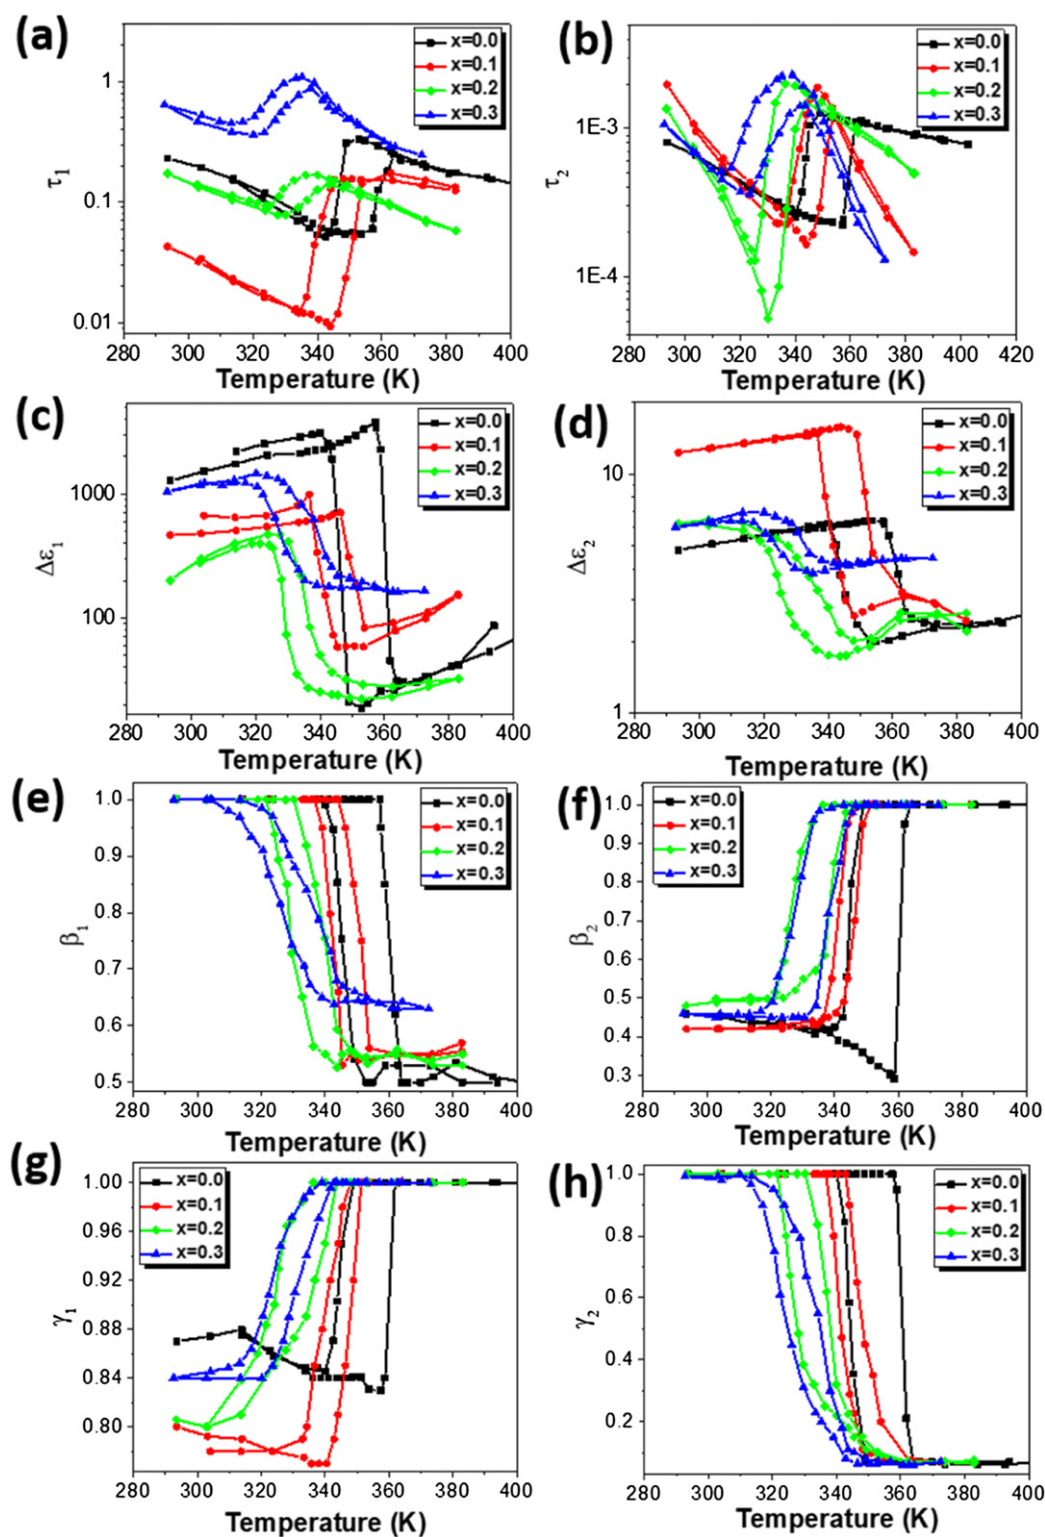 (a)
x=0.0
x=0.1
x=0.2
x=0.3
1
0.1
0.01
τ1
280 300 320 340 360 380 400
Temperature (K)
(b)
x=0.0
x=0.1
x=0.2
x=0.3
1E-3
1E-4
τ2
280 300 320 340 360 380 400 420
Temperature (K)
(c)
x=0.0
x=0.1
x=0.2
x=0.3
1000
100
Δε1
280 300 320 340 360 380 400
Temperature (K)
(d)
x=0.0
x=0.1
x=0.2
x=0.3
10
1
Δε2
280 300 320 340 360 380 400
Temperature (K)
(e)
x=0.0
x=0.1
x=0.2
x=0.3
1.0
0.9
0.8
0.7
0.6
0.5
β1
280 300 320 340 360 380 400
Temperature (K)
(f)
x=0.0
x=0.1
x=0.2
x=0.3
1.0
0.9
0.8
0.7
0.6
0.5
0.4
0.3
β2
280 300 320 340 360 380 400
Temperature (K)
(g)
x=0.0
x=0.1
x=0.2
x=0.3
1.00
0.96
0.92
0.88
0.84
0.80
γ1
280 300 320 340 360 380 400
Temperature (K)
(h)
x=0.0
x=0.1
x=0.2
x=0.3
1.0
0.8
0.6
0.4
0.2
γ2
280 300 320 340 360 380 400
Temperature (K)